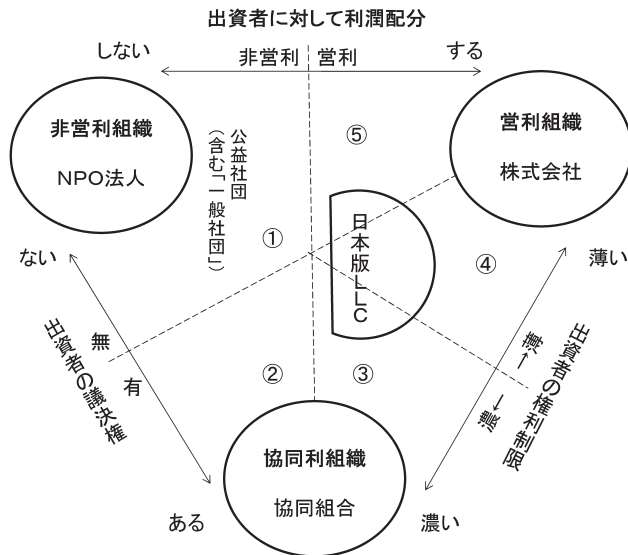 出資者に対して利潤配分
しない
非営利
営利
する
非営利組織
NPO法人
公益社団
(含む「一般社団」)
⑤
営利組織
株式会社
①
日本版LLC
④
ない
薄い
出資者の議決権
無
有
②
③
←薄
濃←
出資者の権利制限
協同利組織
協同組合
ある
濃い